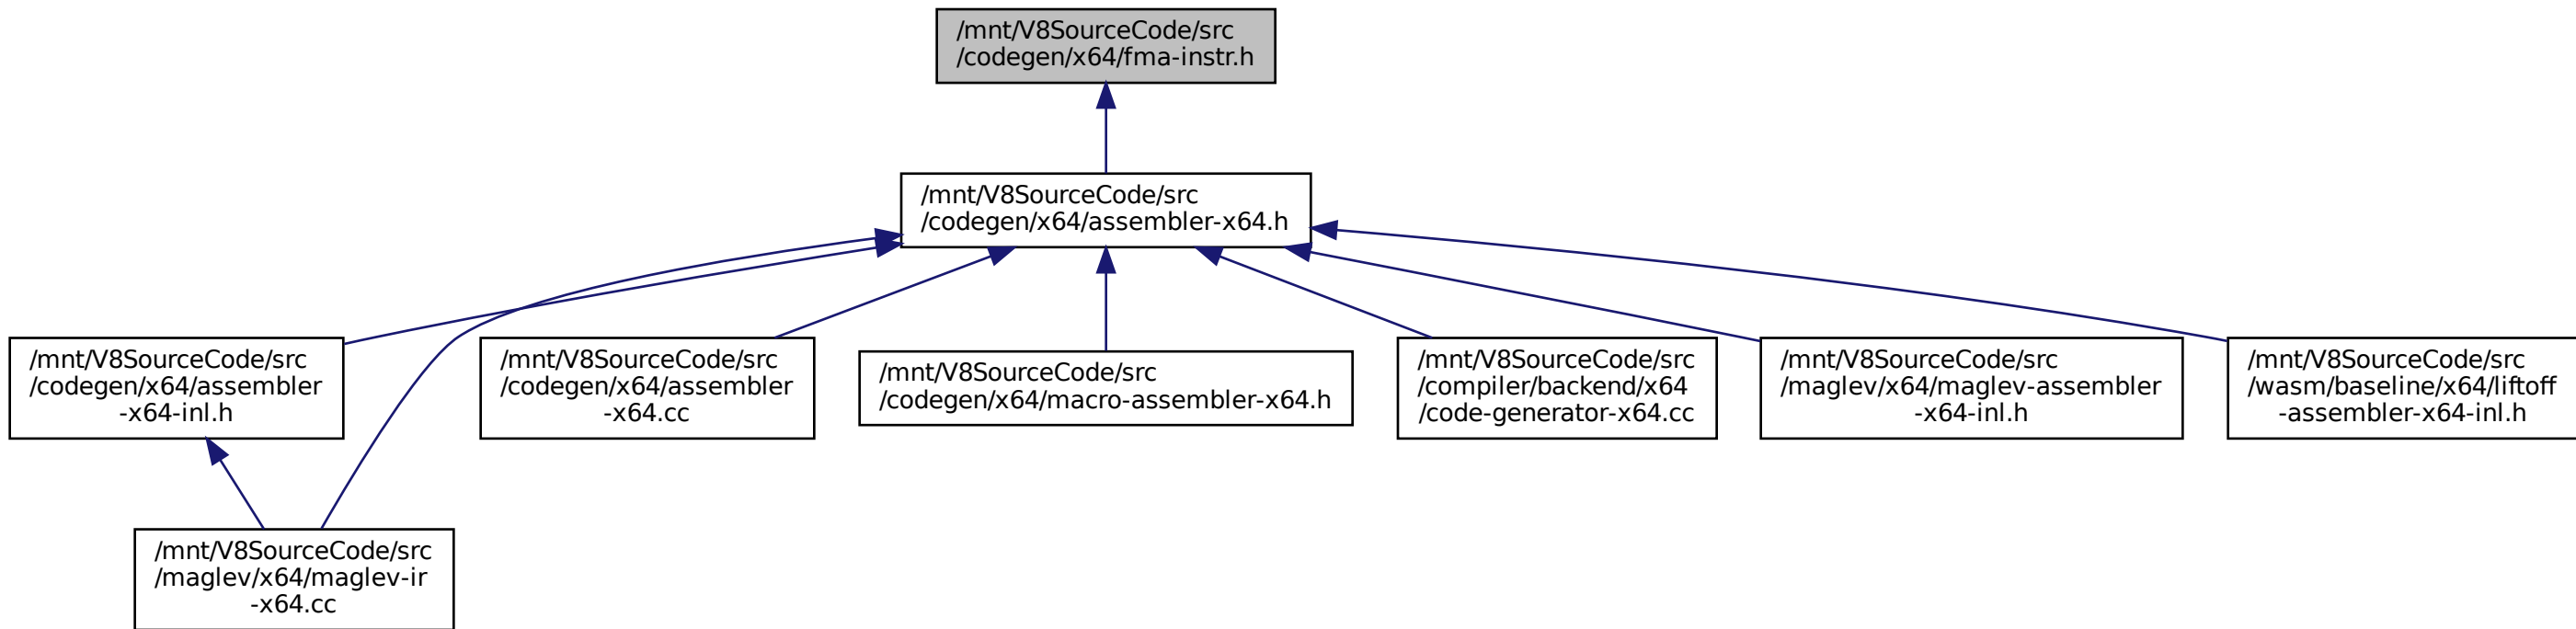 /mnt/V8SourceCode/src
/codegen/x64/fma-instr.h
/mnt/V8SourceCode/src
/codegen/x64/assembler-x64.h
/mnt/V8SourceCode/src
/codegen/x64/assembler
-x64-inl.h
/mnt/V8SourceCode/src
/codegen/x64/assembler
-x64.cc
/mnt/V8SourceCode/src
/codegen/x64/macro-assembler-x64.h
/mnt/V8SourceCode/src
/compiler/backend/x64
/code-generator-x64.cc
/mnt/V8SourceCode/src
/maglev/x64/maglev-assembler
-x64-inl.h
/mnt/V8SourceCode/src
/wasm/baseline/x64/liftoff
-assembler-x64-inl.h
/mnt/V8SourceCode/src
/maglev/x64/maglev-ir
-x64.cc